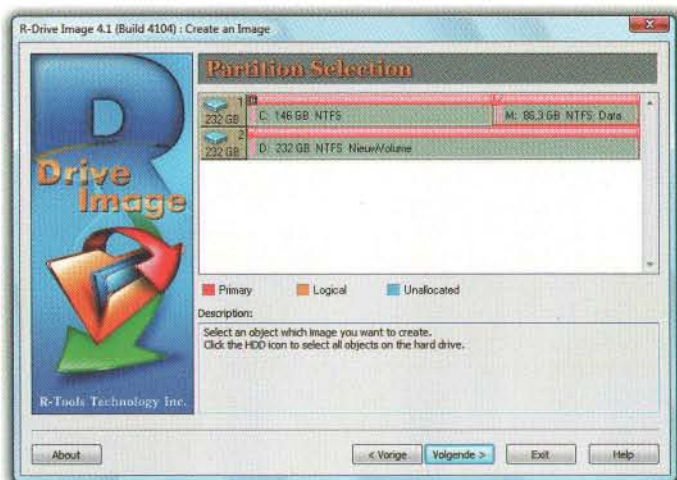 R-Drive Image 4.1 (Build 4104) : Create an Image
Partition Selection
1
232 GB
C: 146 GB NTFS
M: 86,3 GB NTFS Data
2
232 GB
D: 232 GB NTFS NieuwVolume
R
Drive
Image
Primary
Logical
Unallocated
Description:
Select an object which image you want to create.
Click the HDD icon to select all objects on the hard drive.
R-Tools Technology Inc.
About
< Vorige
Volgende >
Exit
Help